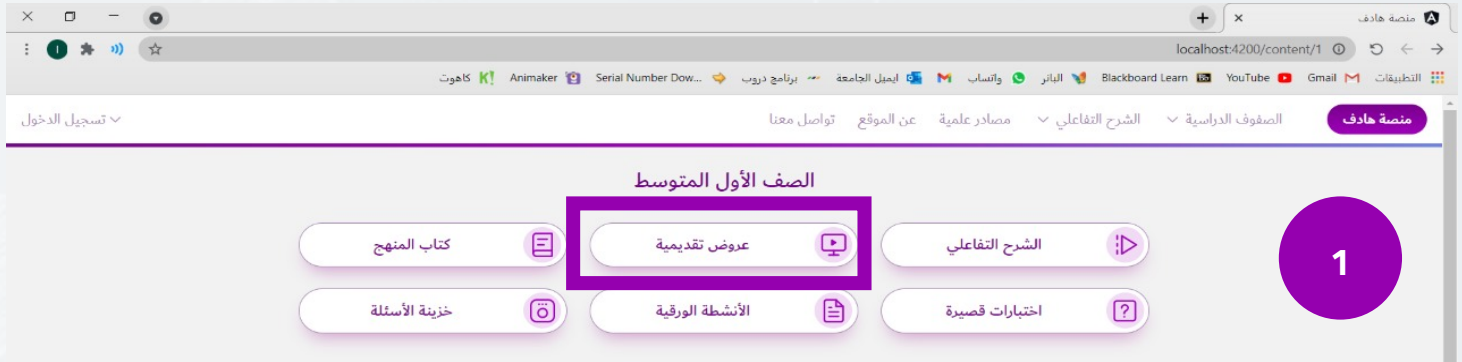 منصة هادف
localhost:4200/content/1
التطبيقات Gmail YouTube Blackboard Learn البانر واتساب ايميل الجامعة برنامج دروب Serial Number Dow... Animaker كاهوت
منصة هادف الصفوف الدراسية الشرح التفاعلي مصادر علمية عن الموقع تواصل معنا تسجيل الدخول
الصف الأول المتوسط
الشرح التفاعلي عروض تقديمية كتاب المنهج
1
اختبارات قصيرة الأنشطة الورقية خزينة الأسئلة